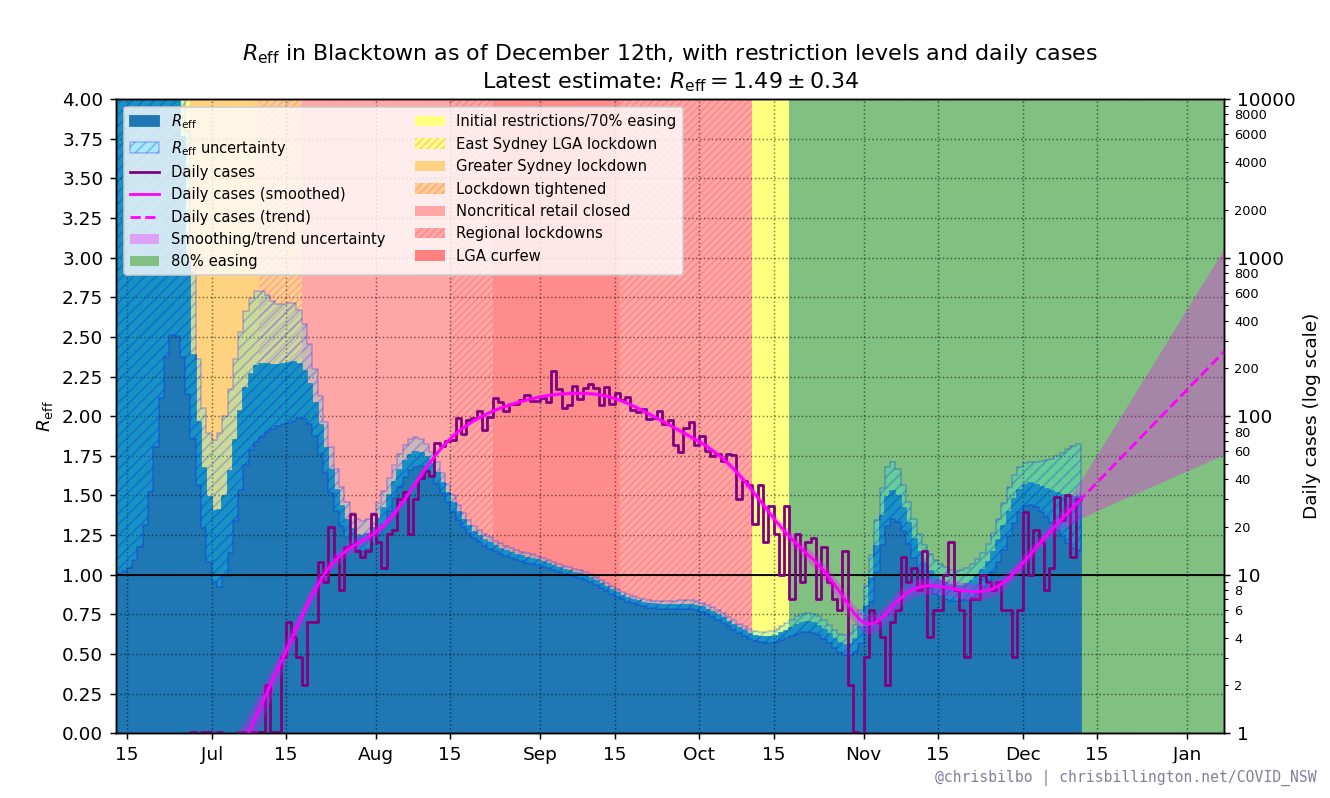 Reff in Blacktown as of December 12th, with restriction levels and daily cases
Latest estimate: Reff = 1.49 ± 0.34
Reff
Reff uncertainty
Daily cases
Daily cases (smoothed)
Daily cases (trend)
Smoothing/trend uncertainty
80% easing
Initial restrictions/70% easing
East Sydney LGA lockdown
Greater Sydney lockdown
Lockdown tightened
Noncritical retail closed
Regional lockdowns
LGA curfew
Reff
4.00
3.75
3.50
3.25
3.00
2.75
2.50
2.25
2.00
1.75
1.50
1.25
1.00
0.75
0.50
0.25
0.00
10000
8000
6000
4000
2000
1000
800
600
400
200
100
80
60
40
20
10
8
6
4
2
1
Daily cases (log scale)
15 Jul 15 Aug 15 Sep 15 Oct 15 Nov 15 Dec 15 Jan
@chrisbilbo | chrisbillington.net/COVID_NSW